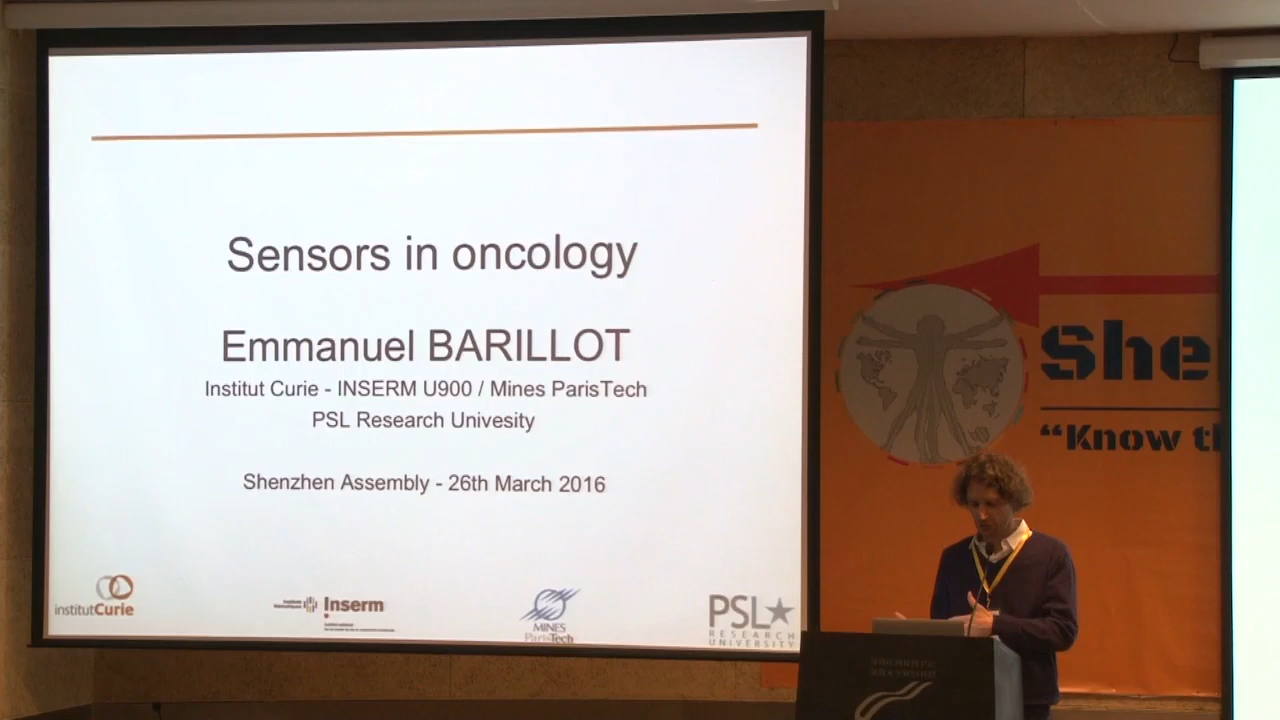 Sensors in oncology
Emmanuel BARILLOT
Institut Curie - INSERM U900 / Mines ParisTech
PSL Research Univesity
Shenzhen Assembly - 26th March 2016
institutCurie
Inserm
MINES
ParisTech
PSL
RESEARCH
UNIVERSITY
She
“Know th